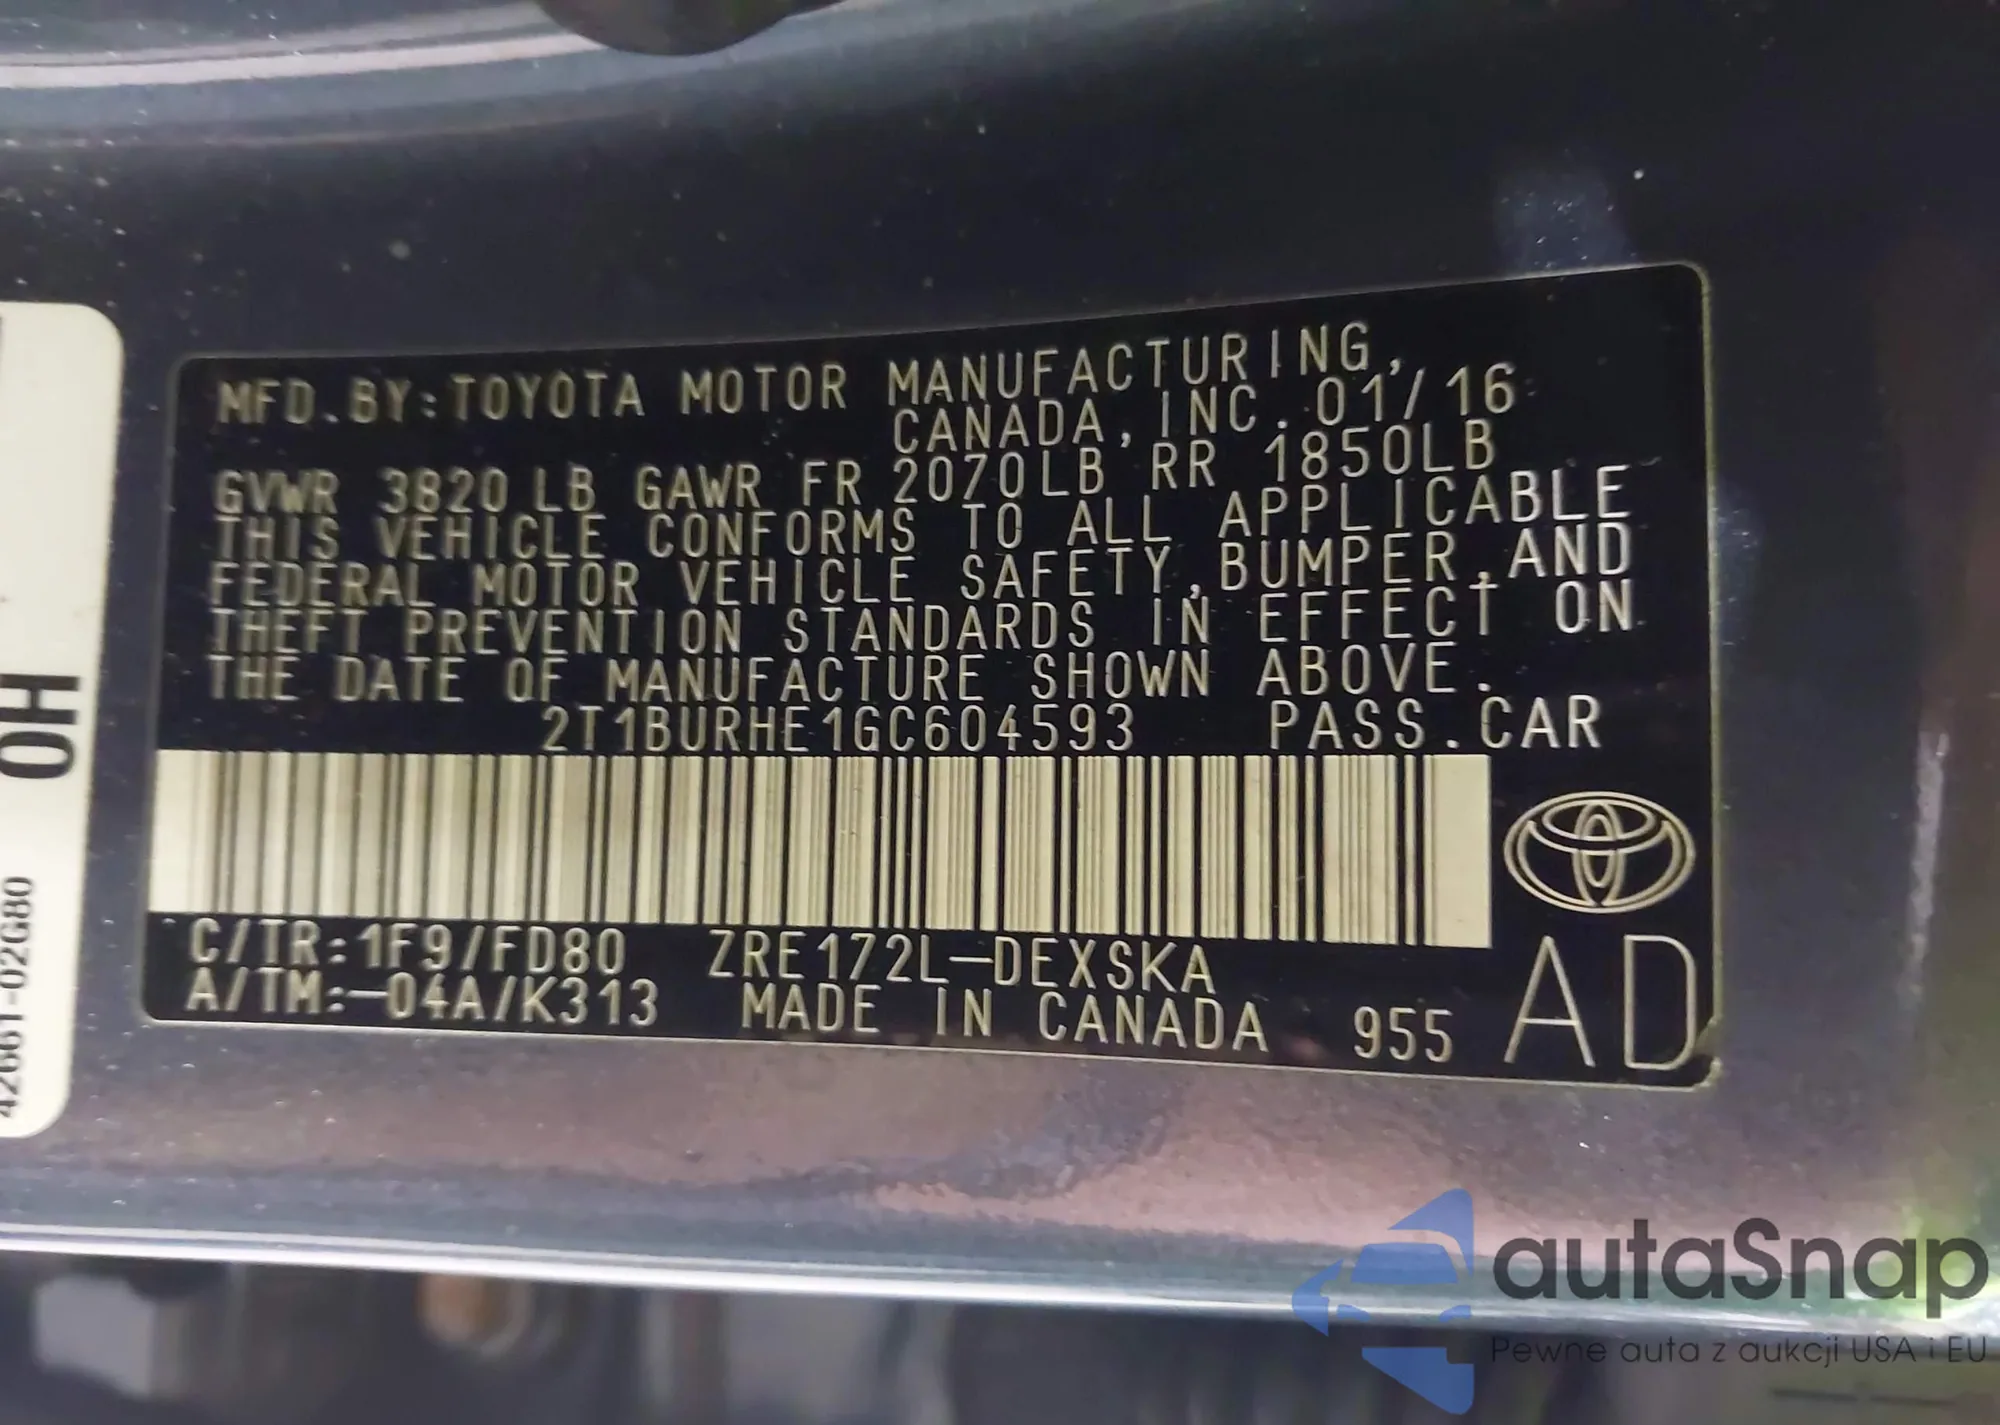 MFD.BY:TOYOTA MOTOR MANUFACTURING,
CANADA, INC. 01/16
GVWR 3820 LB GAWR FR 2070LB RR 1850LB
THIS VEHICLE CONFORMS TO ALL APPLICABLE
FEDERAL MOTOR VEHICLE SAFETY, BUMPER, AND
THEFT PREVENTION STANDARDS IN EFFECT ON
THE DATE OF MANUFACTURE SHOWN ABOVE.
2T1BURHE1GC604593 PASS.CAR
C/TR:1F9/FD80 ZRE172L-DEXSKA
A/TM:-04A/K313 MADE IN CANADA 955
AD
0H
42661-02G80
autaSnap
Pewne auta z aukcji USA i EU